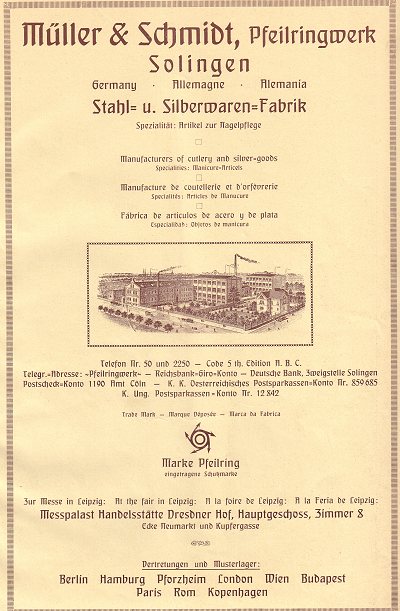 Müller & Schmidt, Pfeilringwerk
Solingen
Germany · Allemagne · Alemania
Stahl= u. Silberwaren=Fabrik
Spezialität: Artikel zur Nagelpflege
Manufacturers of cutlery and silver=goods
Specialities: Manicure=Articels
Manufacture de coutellerie et d'orfèvrerie
Specialités: Articles de Manucure
Fábrica de artículos de acero y de plata
Especialidad: Objetos de manicura
Telefon Nr. 50 und 2250 — Code 5 th. Edition A. B. C.
Telegr.=Adresse: »Pfeilringwerk« — Reichsbank=Giro=Konto — Deutsche Bank, Zweigstelle Solingen
Postscheck=Konto 1190 Amt Cöln — K. K. Oesterreichisches Postsparkassen=Konto Nr. 859685
K. Ung. Postsparkassen=Konto Nr. 12842
Trade Mark — Marque Déposée — Marca da Fabrica
Marke Pfeilring
eingetragene Schutzmarke
Zur Messe in Leipzig: At the fair in Leipzig: A la foire de Leipzig: A la Feria de Leipzig:
Messpalast Handelsstätte Dresdner Hof, Hauptgeschoss, Zimmer 8
Ecke Neumarkt und Kupfergasse
Vertretungen und Musterlager:
Berlin Hamburg Pforzheim London Wien Budapest
Paris Rom Kopenhagen